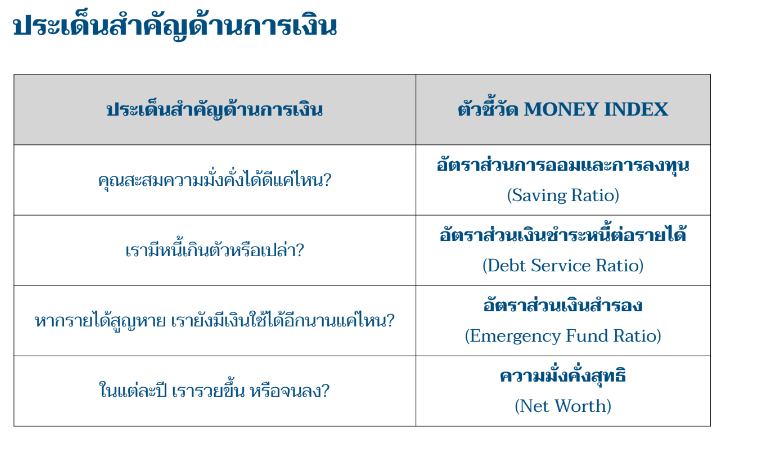 ประเด็นสำคัญด้านการเงิน
ประเด็นสำคัญด้านการเงิน
ตัวชี้วัด MONEY INDEX
คุณสะสมความมั่งคั่งได้ดีแค่ไหน?
อัตราส่วนการออมและการลงทุน
(Saving Ratio)
เรามีหนี้เกินตัวหรือเปล่า?
อัตราส่วนเงินชำระหนี้ต่อรายได้
(Debt Service Ratio)
หากรายได้สูญหาย เรายังมีเงินใช้ได้อีกนานแค่ไหน?
อัตราส่วนเงินสำรอง
(Emergency Fund Ratio)
ในแต่ละปี เรารวยขึ้น หรือจนลง?
ความมั่งคั่งสุทธิ
(Net Worth)